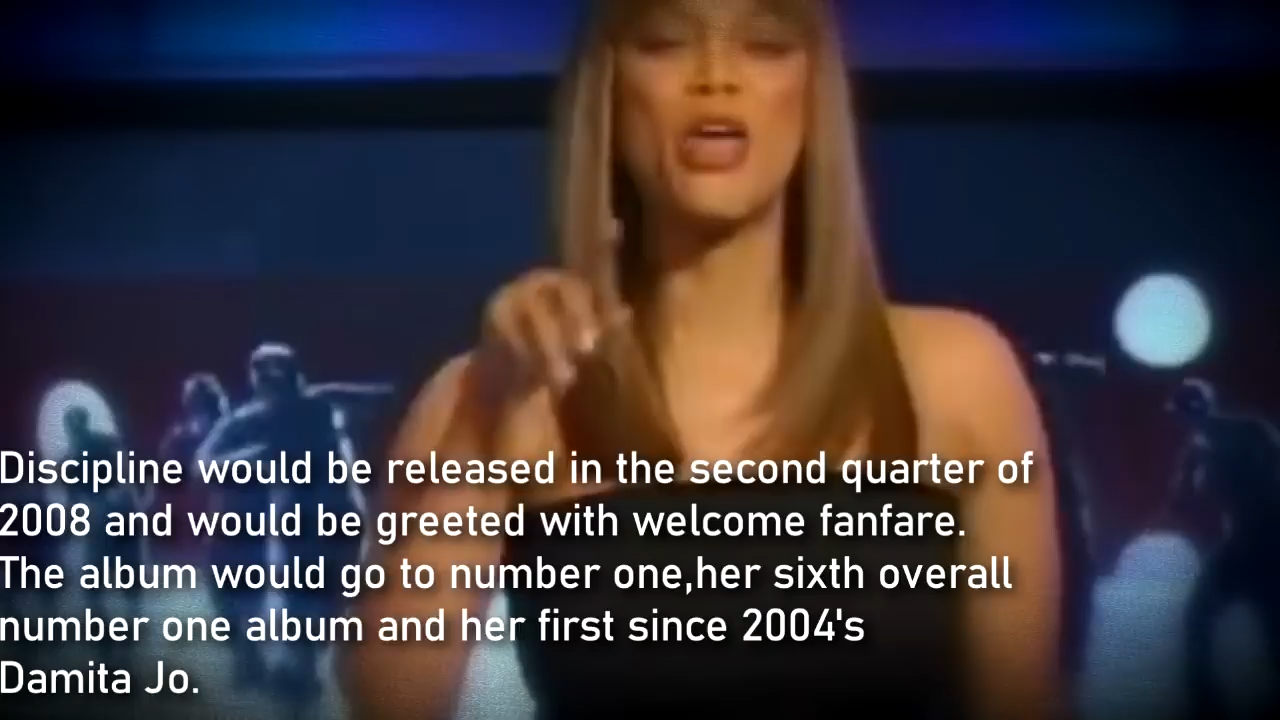 Discipline would be released in the second quarter of
2008 and would be greeted with welcome fanfare.
The album would go to number one,her sixth overall
number one album and her first since 2004's
Damita Jo.